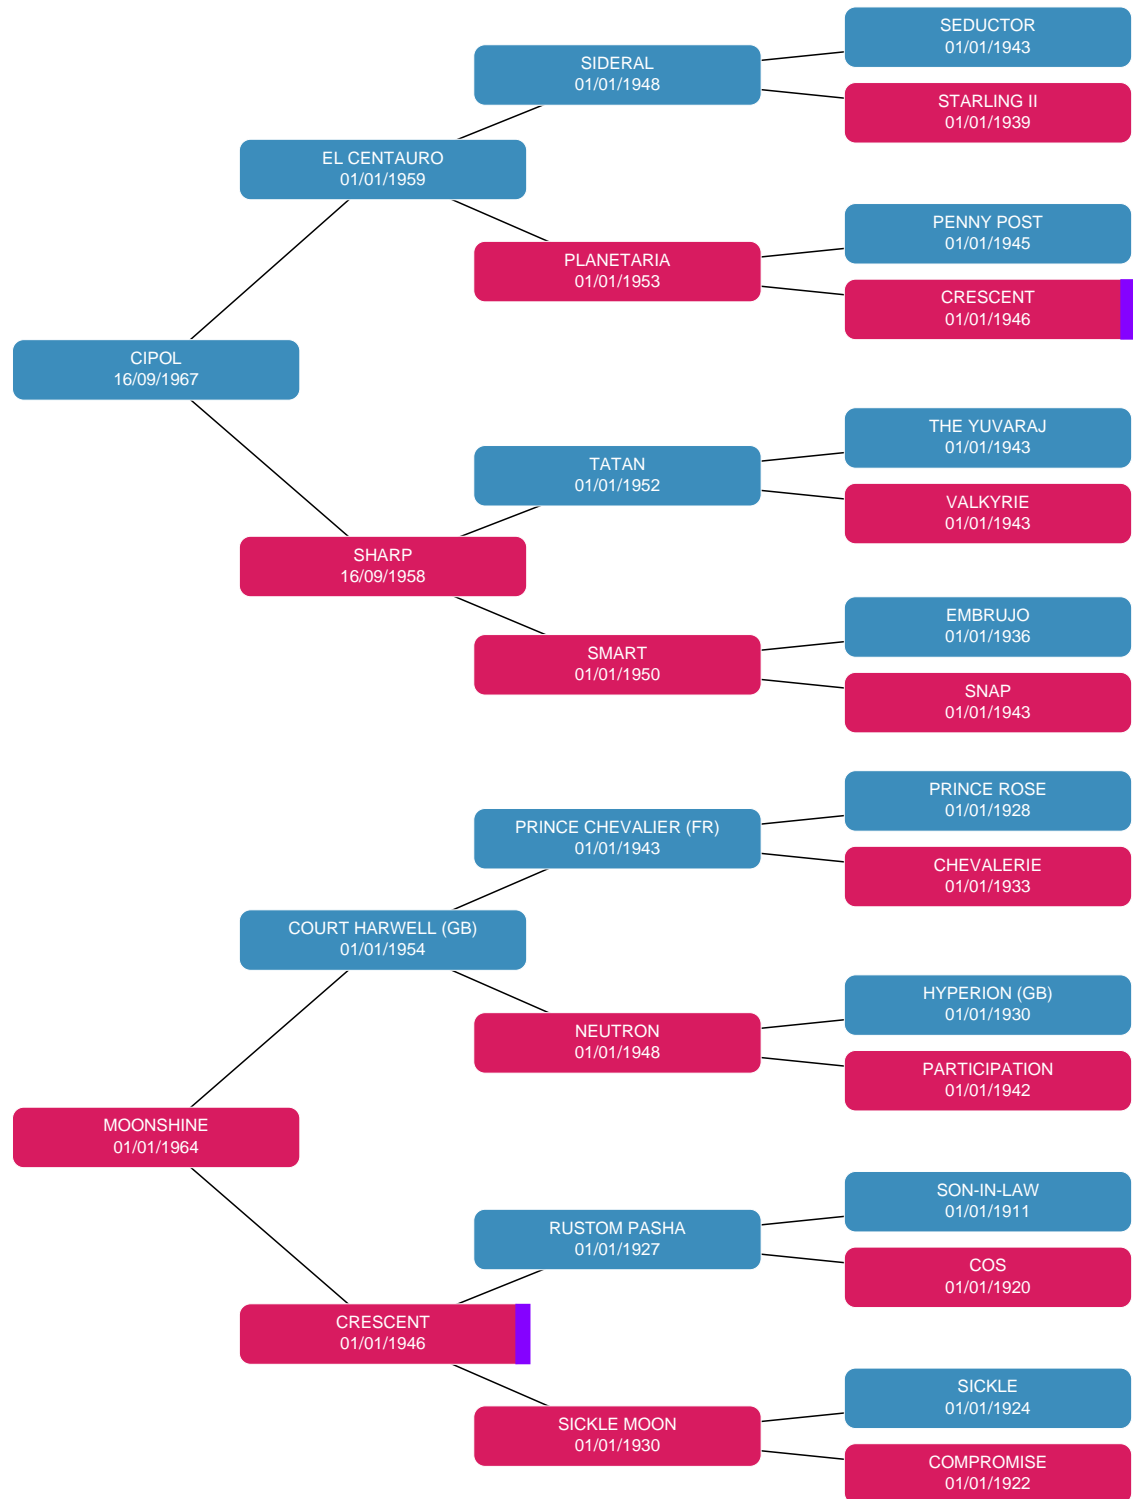 SEDUCTOR
01/01/1943
SIDERAL
01/01/1948
STARLING II
01/01/1939
EL CENTAURO
01/01/1959
PENNY POST
01/01/1945
PLANETARIA
01/01/1953
CRESCENT
01/01/1946
CIPOL
16/09/1967
THE YUVARAJ
01/01/1943
TATAN
01/01/1952
VALKYRIE
01/01/1943
SHARP
16/09/1958
EMBRUJO
01/01/1936
SMART
01/01/1950
SNAP
01/01/1943
PRINCE ROSE
01/01/1928
PRINCE CHEVALIER (FR)
01/01/1943
CHEVALERIE
01/01/1933
COURT HARWELL (GB)
01/01/1954
HYPERION (GB)
01/01/1930
NEUTRON
01/01/1948
PARTICIPATION
01/01/1942
MOONSHINE
01/01/1964
SON-IN-LAW
01/01/1911
RUSTOM PASHA
01/01/1927
COS
01/01/1920
CRESCENT
01/01/1946
SICKLE
01/01/1924
SICKLE MOON
01/01/1930
COMPROMISE
01/01/1922